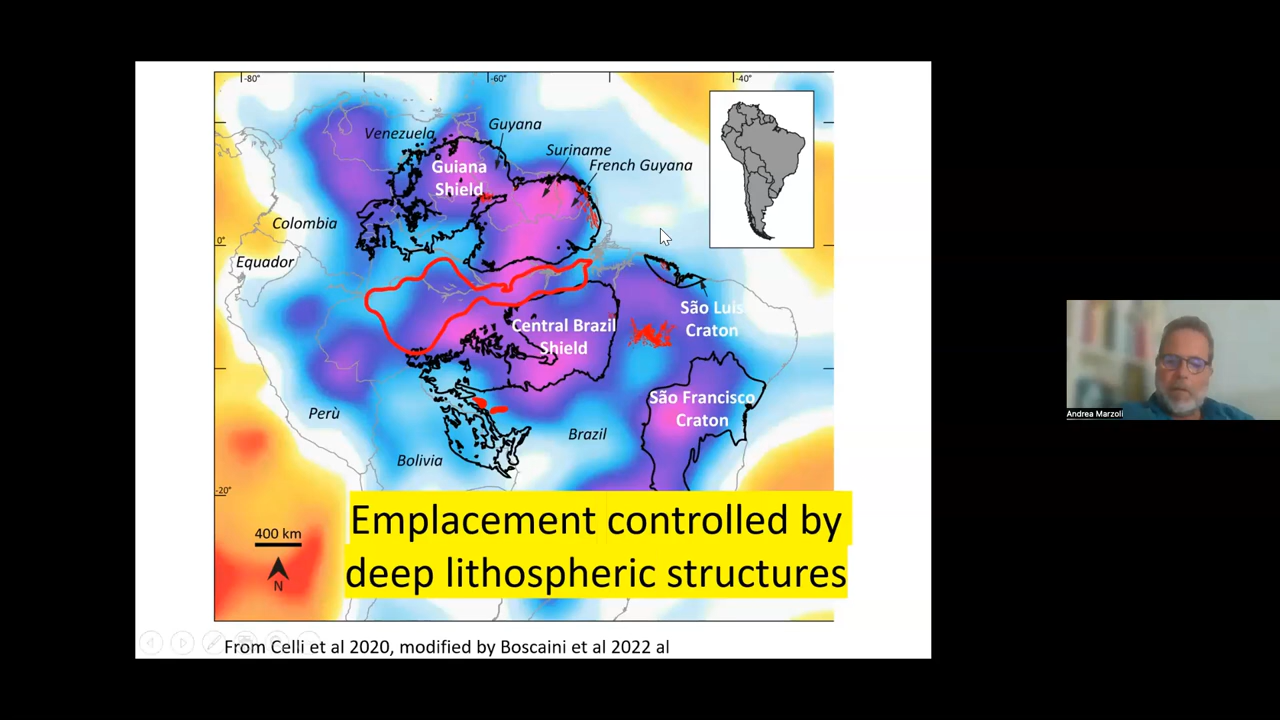 -80°
-60°
-40°
Venezuela
Guyana
Suriname
French Guyana
Guiana
Shield
Colombia
0°
Equador
São Luis
Craton
Central Brazil
Shield
São Francisco
Craton
Perù
Brazil
Bolivia
-20°
400 km
N
Emplacement controlled by
deep lithospheric structures
From Celli et al 2020, modified by Boscaini et al 2022 al
Andrea Marzoli